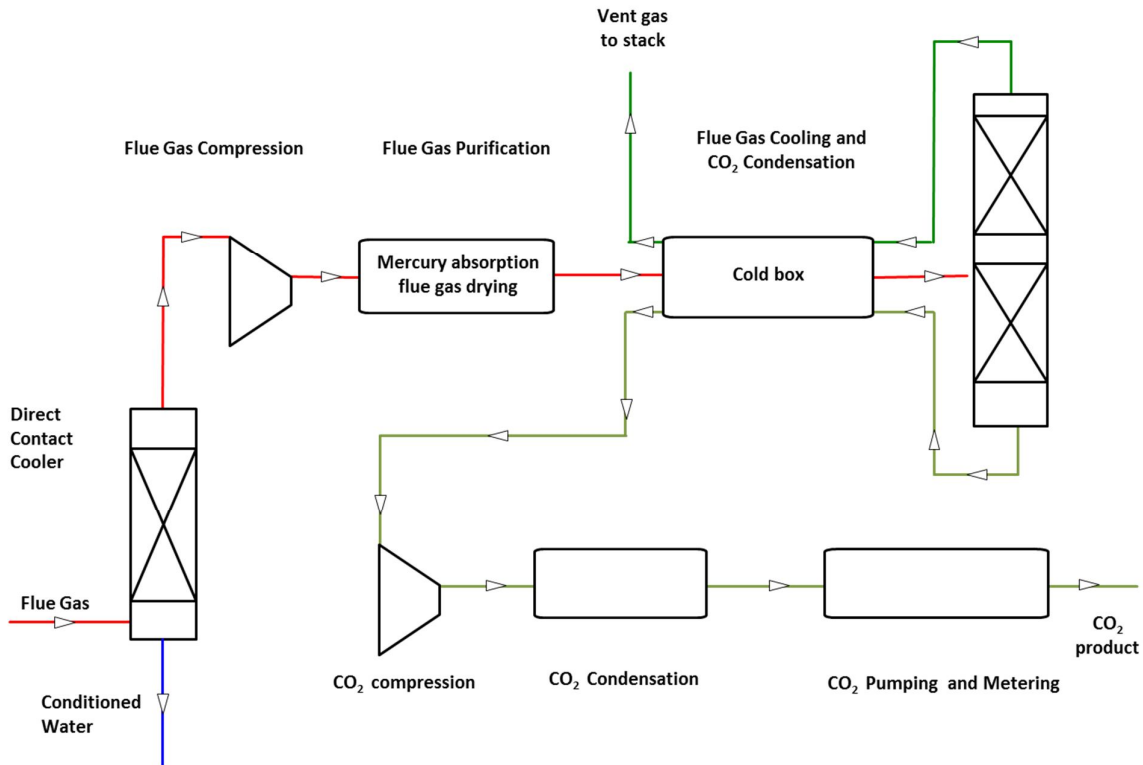 Vent gas
to stack
Flue Gas Compression
Flue Gas Purification
Flue Gas Cooling and
CO₂ Condensation
Mercury absorption
flue gas drying
Cold box
Direct
Contact
Cooler
Flue Gas
CO₂
product
CO₂ compression
CO₂ Condensation
CO₂ Pumping and Metering
Conditioned
Water